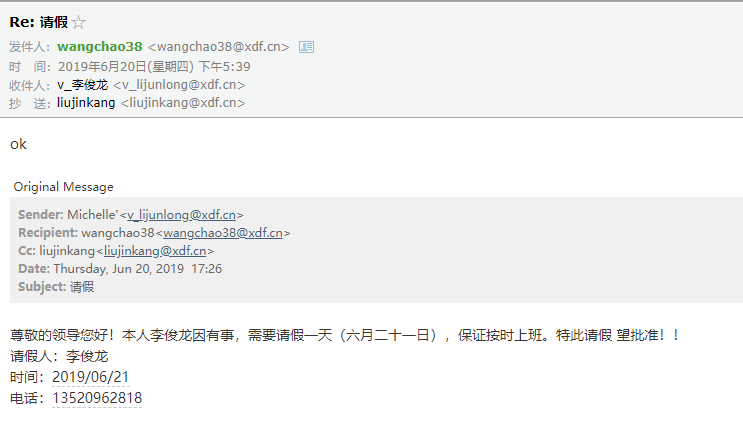 Re: 请假☆
发件人：wangchao38 <wangchao38@xdf.cn>
时　间：2019年6月20日(星期四) 下午5:39
收件人：v_李俊龙 <v_lijunlong@xdf.cn>
抄　送：liujinkang <liujinkang@xdf.cn>
ok
Original Message
Sender: Michelle'<v_lijunlong@xdf.cn>
Recipient: wangchao38<wangchao38@xdf.cn>
Cc: liujinkang<liujinkang@xdf.cn>
Date: Thursday, Jun 20, 2019 17:26
Subject: 请假
尊敬的领导您好！本人李俊龙因有事，需要请假一天（六月二十一日），保证按时上班。特此请假 望批准！！
请假人：李俊龙
时间：2019/06/21
电话：13520962818